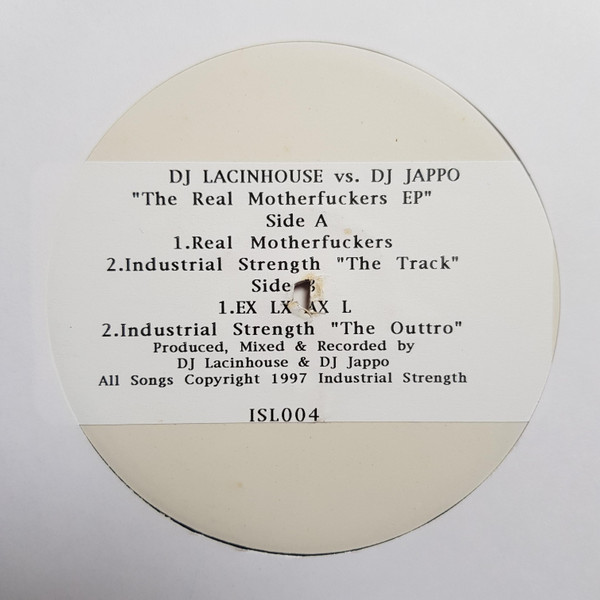 DJ LACINHOUSE vs. DJ JAPPO
"The Real Motherfuckers EP"
Side A
1.Real Motherfuckers
2.Industrial Strength "The Track"
Side B
1.EX LX AX L
2.Industrial Strength "The Outtro"
Produced, Mixed & Recorded by
DJ Lacinhouse & DJ Jappo
All Songs Copyright 1997 Industrial Strength
ISL004